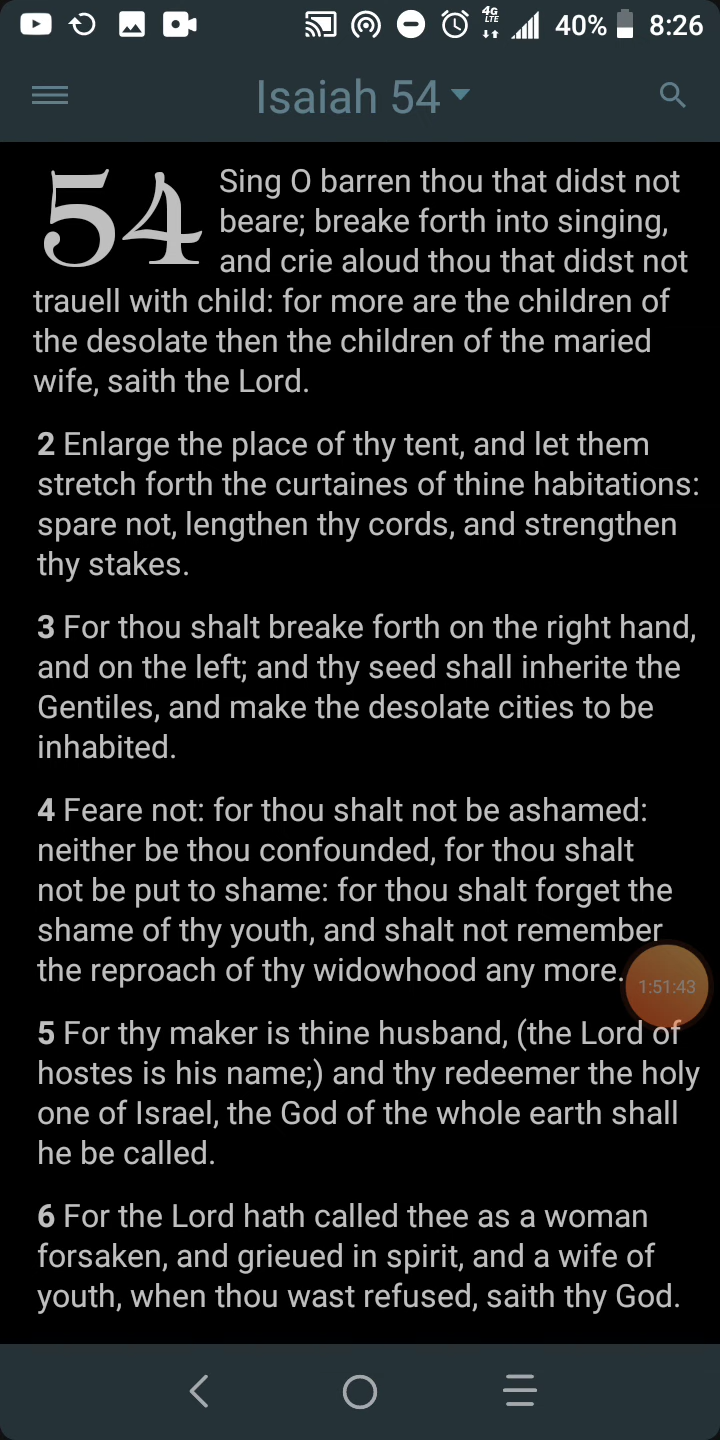 40% 8:26
4G
LTE
Isaiah 54
54
Sing O barren thou that didst not
beare; breake forth into singing,
and crie aloud thou that didst not
trauell with child: for more are the children of
the desolate then the children of the maried
wife, saith the Lord.
2 Enlarge the place of thy tent, and let them
stretch forth the curtaines of thine habitations:
spare not, lengthen thy cords, and strengthen
thy stakes.
3 For thou shalt breake forth on the right hand,
and on the left; and thy seed shall inherite the
Gentiles, and make the desolate cities to be
inhabited.
4 Feare not: for thou shalt not be ashamed:
neither be thou confounded, for thou shalt
not be put to shame: for thou shalt forget the
shame of thy youth, and shalt not remember
the reproach of thy widowhood any more.
1:51:43
5 For thy maker is thine husband, (the Lord of
hostes is his name;) and thy redeemer the holy
one of Israel, the God of the whole earth shall
he be called.
6 For the Lord hath called thee as a woman
forsaken, and grieued in spirit, and a wife of
youth, when thou wast refused, saith thy God.